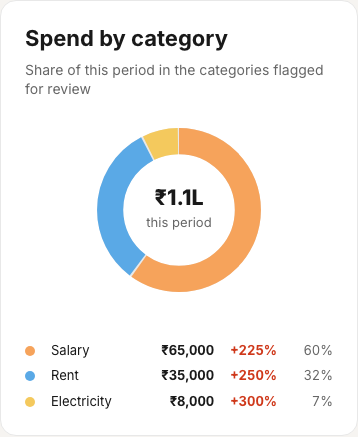 Spend by category
Share of this period in the categories flagged
for review
₹1.1L
this period
Salary ₹65,000 +225% 60%
Rent ₹35,000 +250% 32%
Electricity ₹8,000 +300% 7%